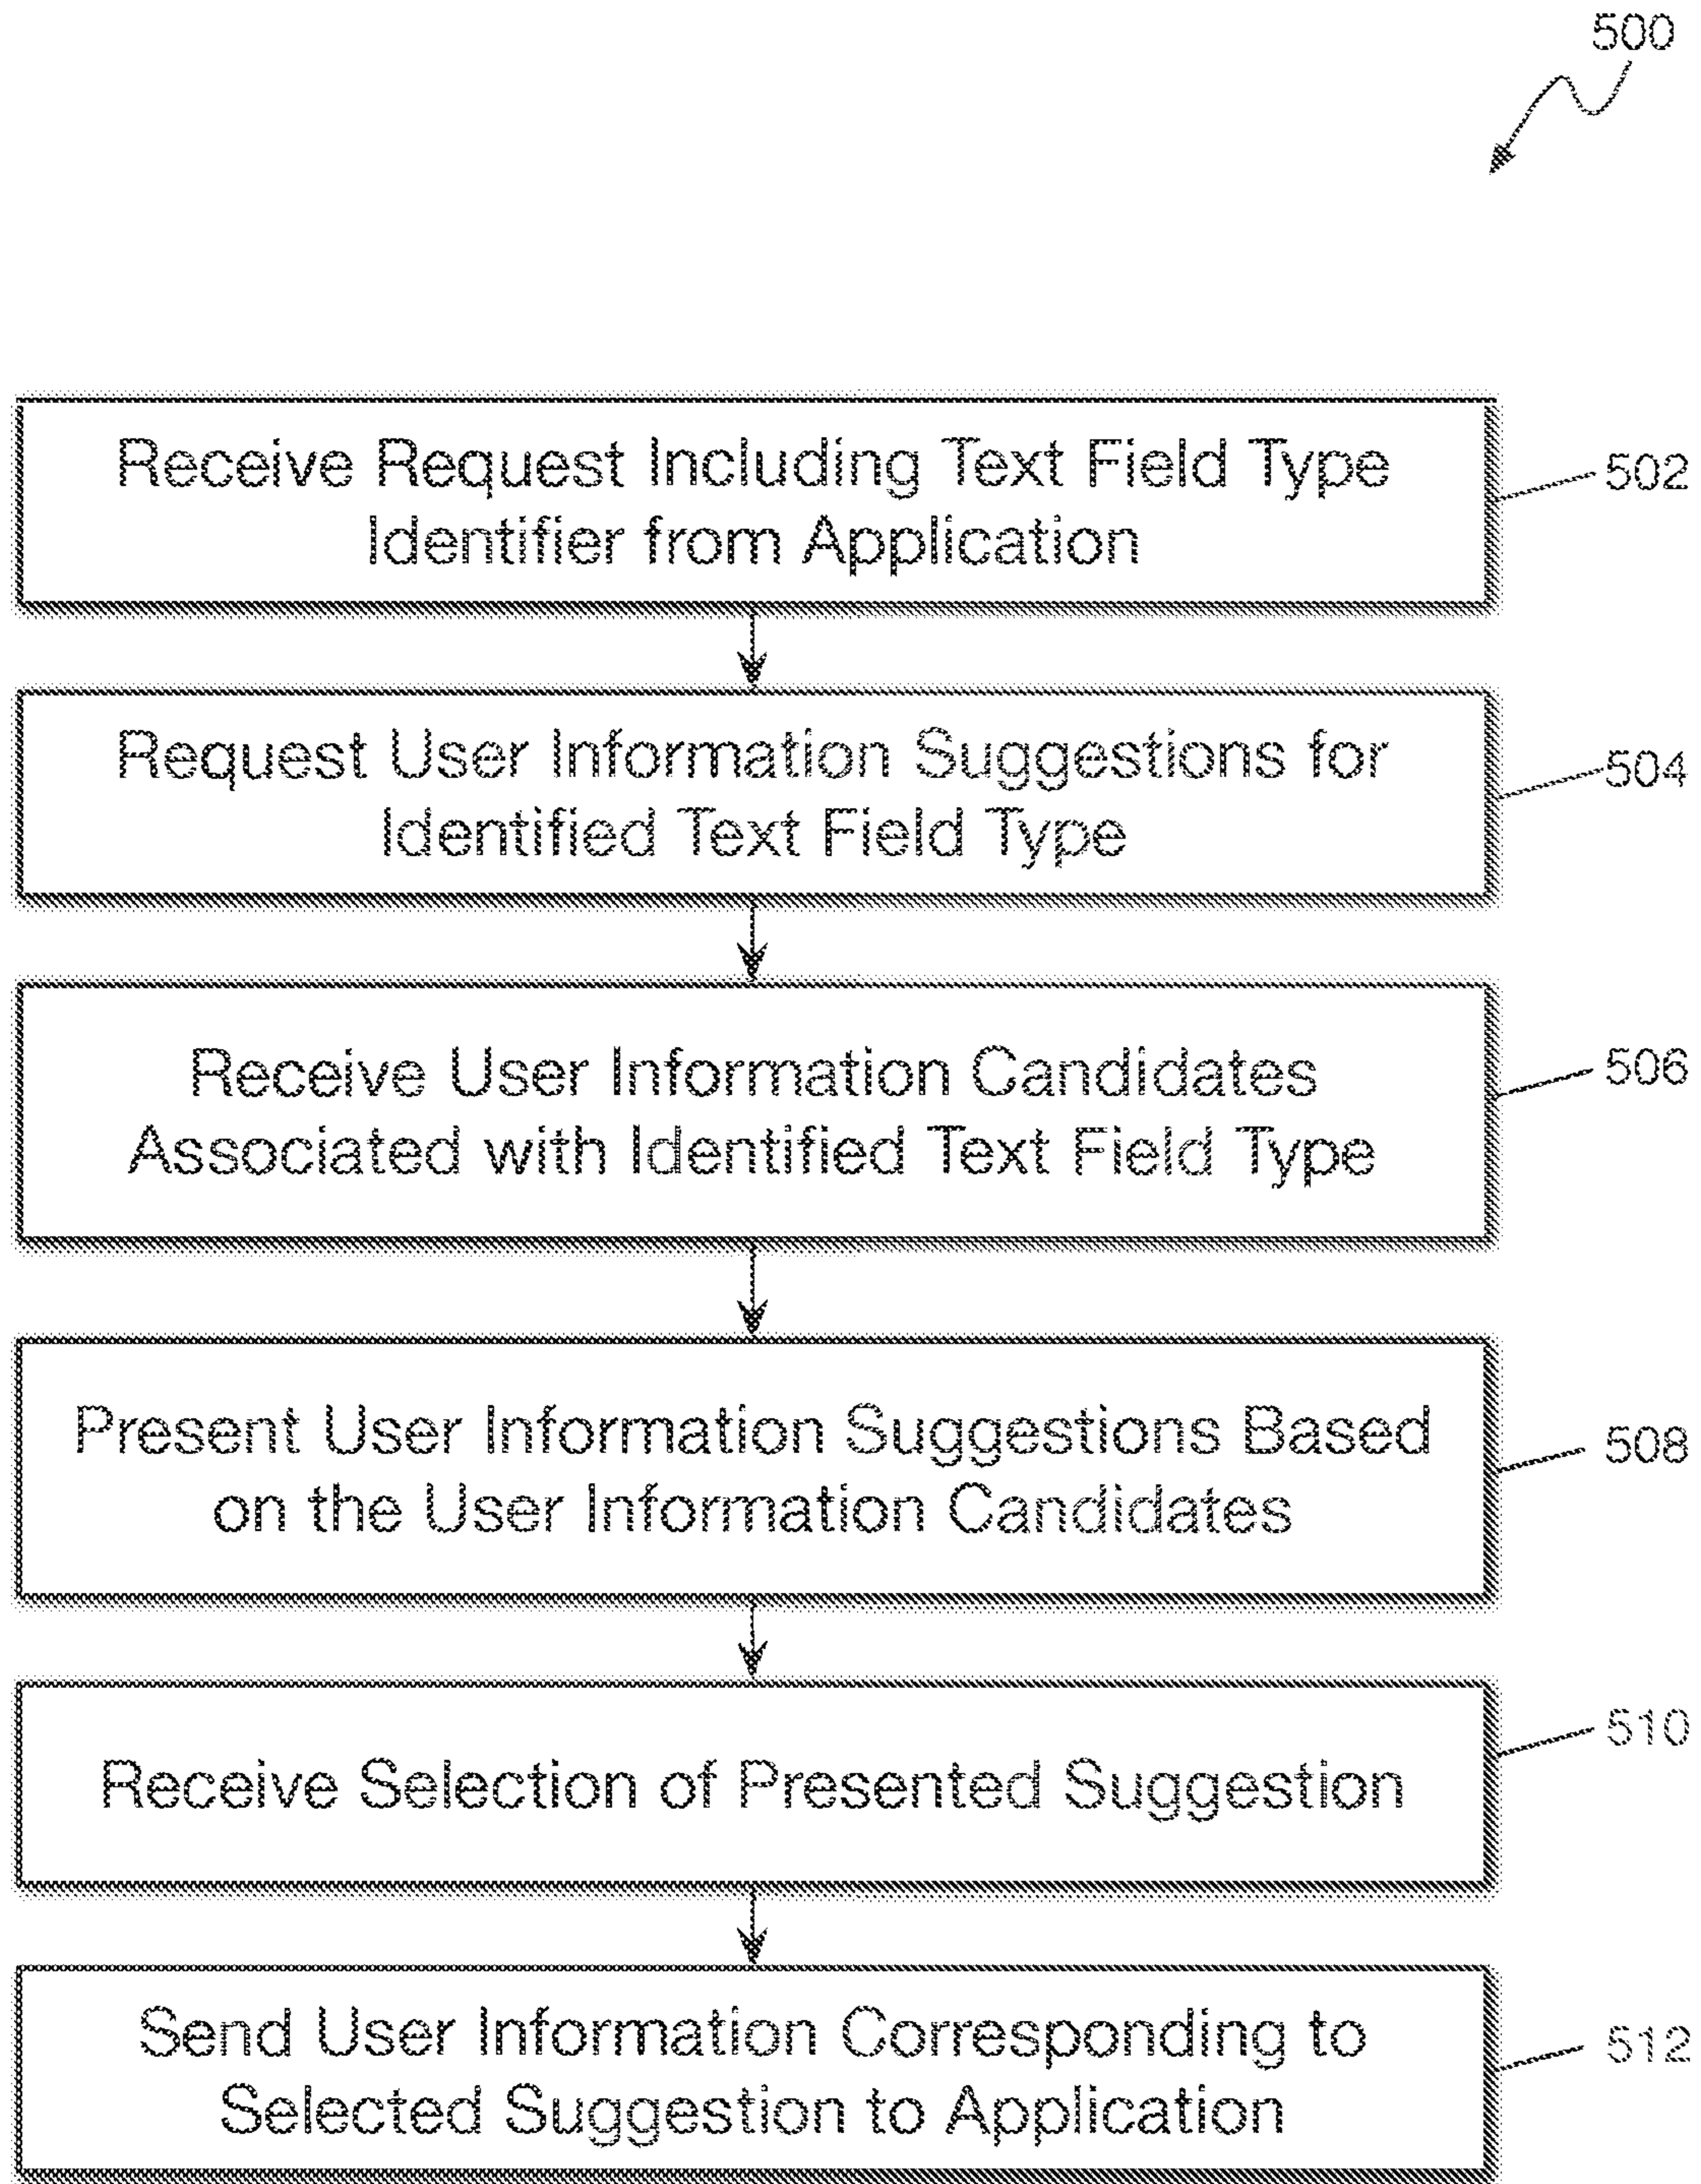 500
Receive Request Including Text Field Type
Identifier from Application
502
Request User Information Suggestions for
Identified Text Field Type
504
Receive User Information Candidates
Associated with Identified Text Field Type
506
Present User Information Suggestions Based
on the User Information Candidates
508
Receive Selection of Presented Suggestion
510
Send User Information Corresponding to
Selected Suggestion to Application
512